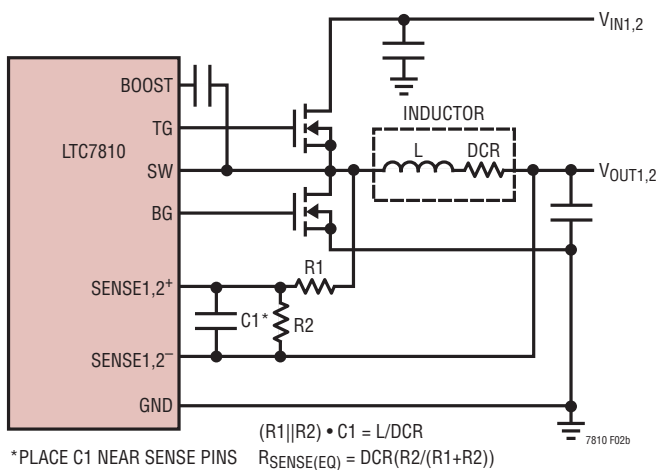 V_IN1,2
BOOST
INDUCTOR
TG
L
DCR
LTC7810
SW
V_OUT1,2
BG
R1
SENSE1,2⁺
C1*
R2
SENSE1,2⁻
GND
(R1||R2) • C1 = L/DCR
7810 F02b
*PLACE C1 NEAR SENSE PINS
R_SENSE(EQ) = DCR(R2/(R1+R2))